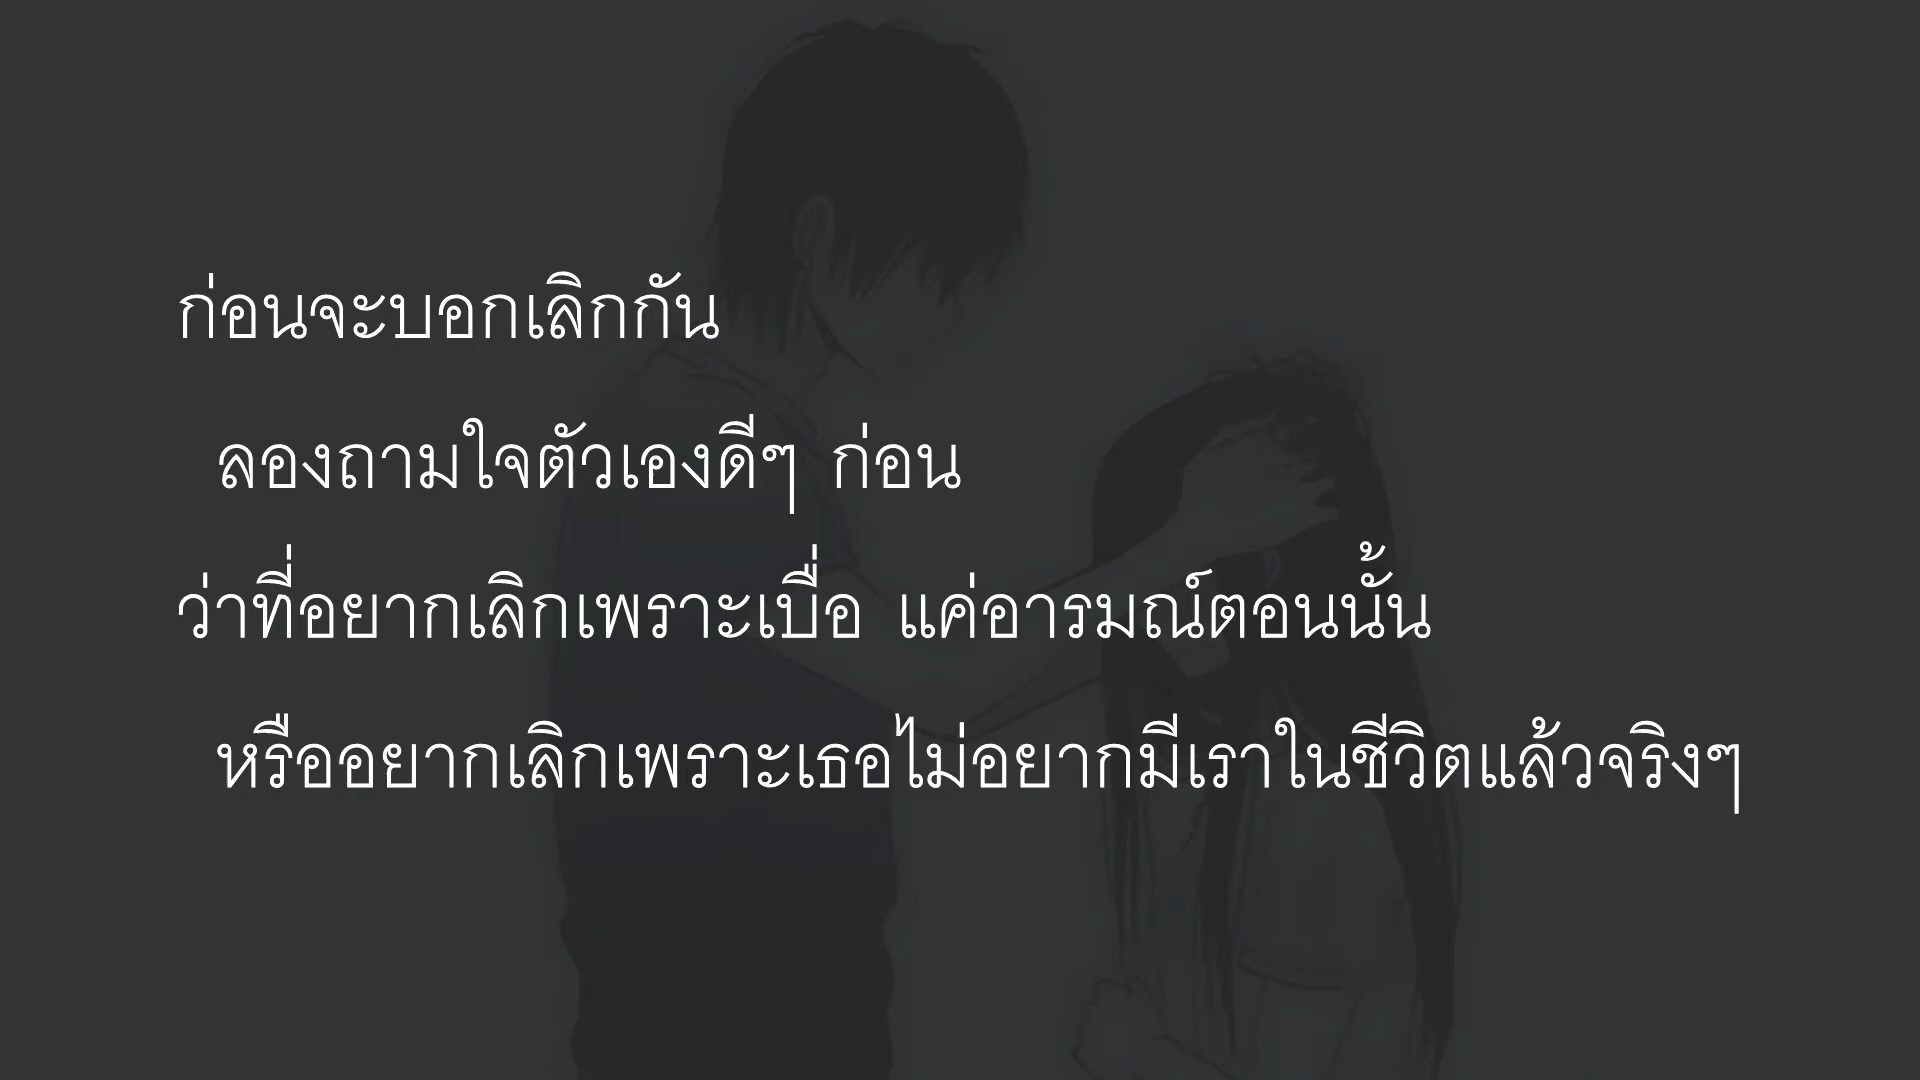 ก่อนจะบอกเลิกกัน
ลองถามใจตัวเองดีๆ ก่อน
ว่าที่อยากเลิกเพราะเบื่อ แค่อารมณ์ตอนนั้น
หรืออยากเลิกเพราะเธอไม่อยากมีเราในชีวิตแล้วจริงๆ